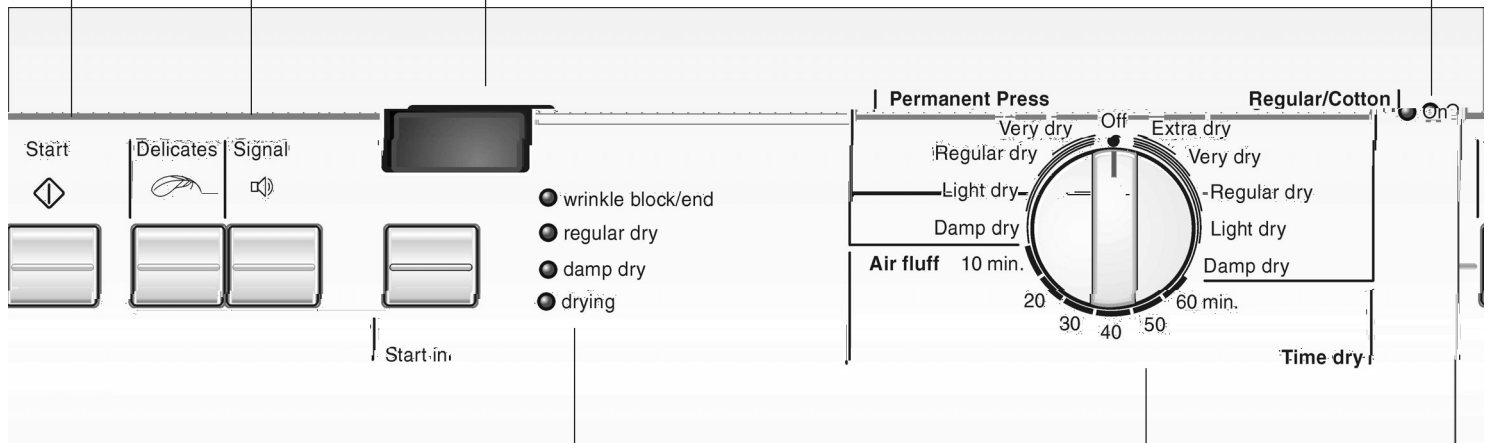 Start
Delicates
Signal
Start in
wrinkle block/end
regular dry
damp dry
drying
Permanent Press
Very dry
Regular dry
Light dry
Damp dry
Air fluff 10 min.
Off
Regular/Cotton
Extra dry
Very dry
Regular dry
Light dry
Damp dry
20
30
40
50
60 min.
Time dry
On